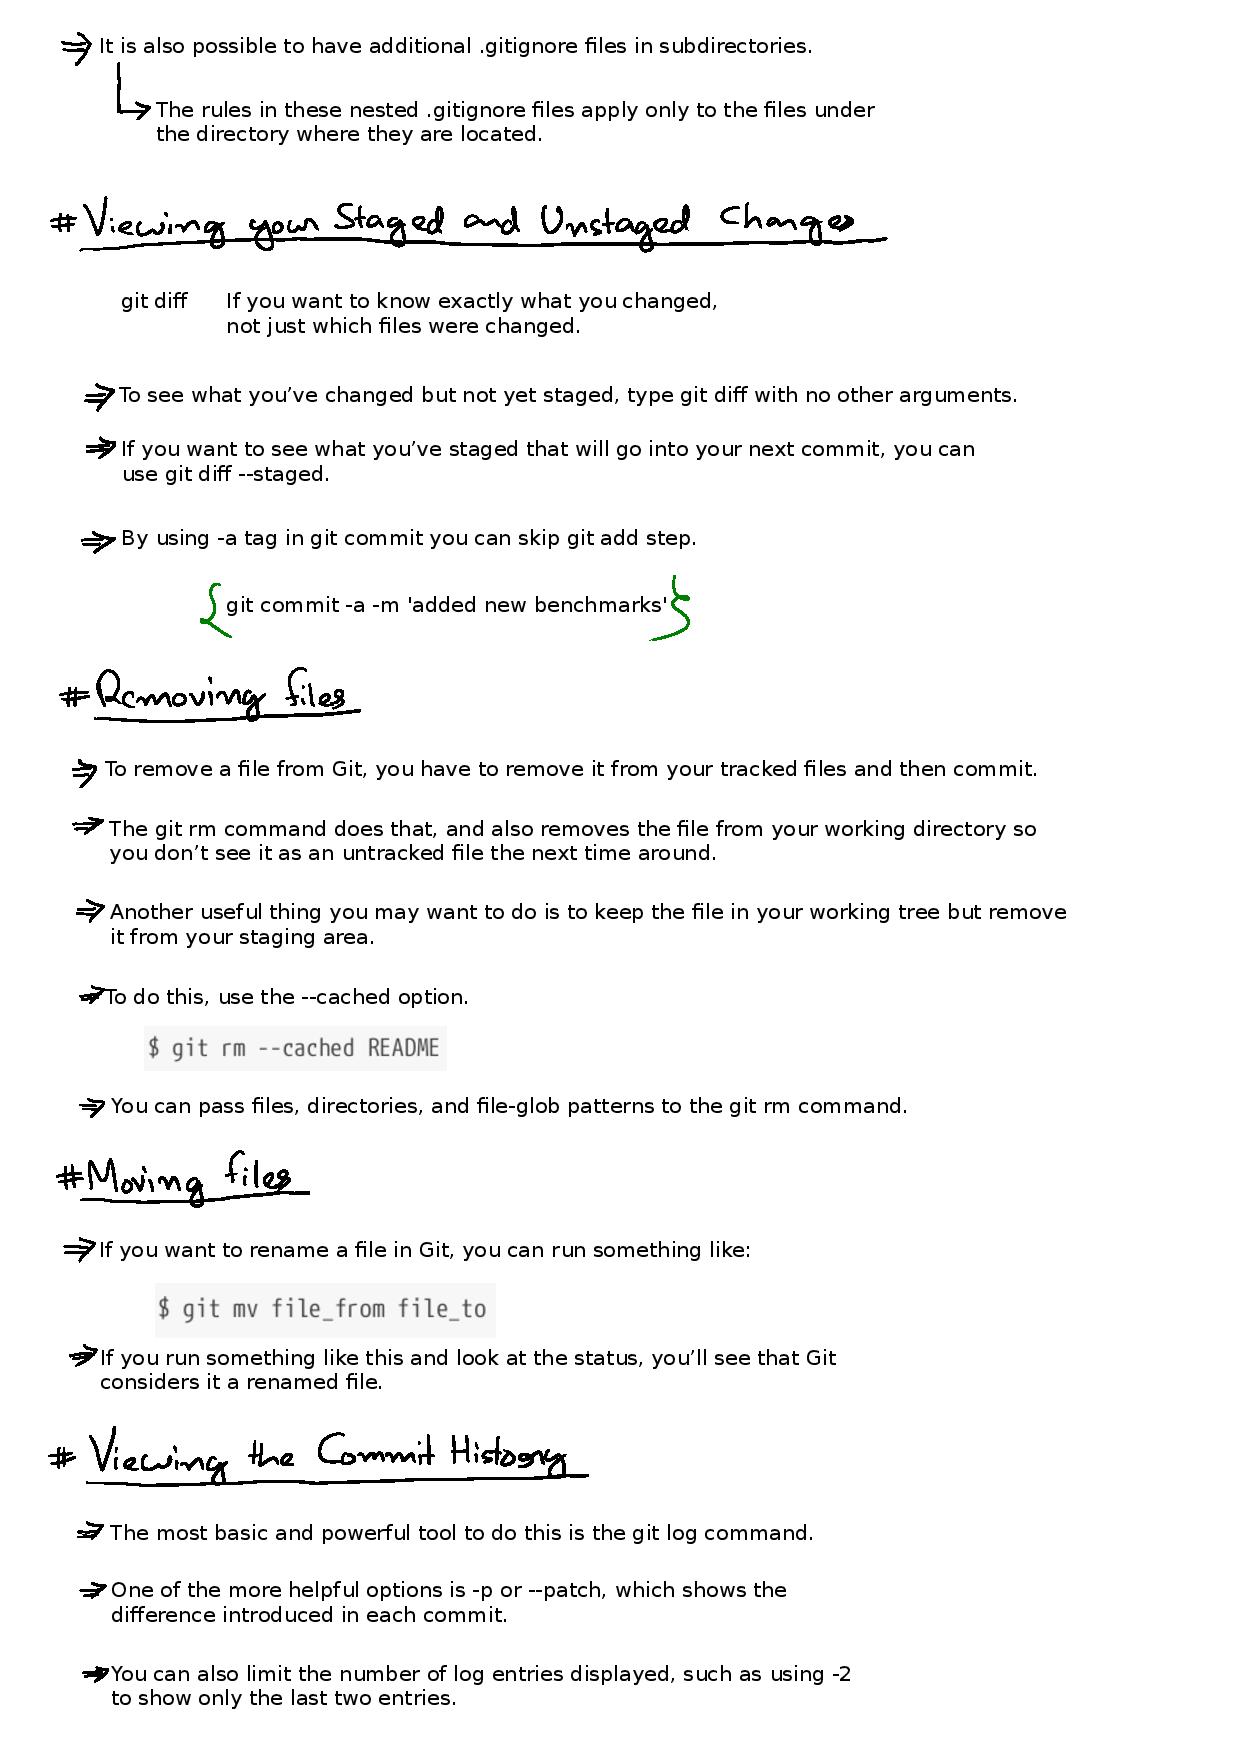 ⇒ It is also possible to have additional .gitignore files in subdirectories.
The rules in these nested .gitignore files apply only to the files under
the directory where they are located.
# Viewing your Staged and Unstaged Changes
git diff If you want to know exactly what you changed,
not just which files were changed.
⇒ To see what you’ve changed but not yet staged, type git diff with no other arguments.
⇒ If you want to see what you’ve staged that will go into your next commit, you can
use git diff --staged.
⇒ By using -a tag in git commit you can skip git add step.
{ git commit -a -m 'added new benchmarks' }
# Removing files
⇒ To remove a file from Git, you have to remove it from your tracked files and then commit.
⇒ The git rm command does that, and also removes the file from your working directory so
you don’t see it as an untracked file the next time around.
⇒ Another useful thing you may want to do is to keep the file in your working tree but remove
it from your staging area.
⇒ To do this, use the --cached option.
$ git rm --cached README
⇒ You can pass files, directories, and file-glob patterns to the git rm command.
# Moving files
⇒ If you want to rename a file in Git, you can run something like:
$ git mv file_from file_to
⇒ If you run something like this and look at the status, you’ll see that Git
considers it a renamed file.
# Viewing the Commit History
⇒ The most basic and powerful tool to do this is the git log command.
⇒ One of the more helpful options is -p or --patch, which shows the
difference introduced in each commit.
⇒ You can also limit the number of log entries displayed, such as using -2
to show only the last two entries.